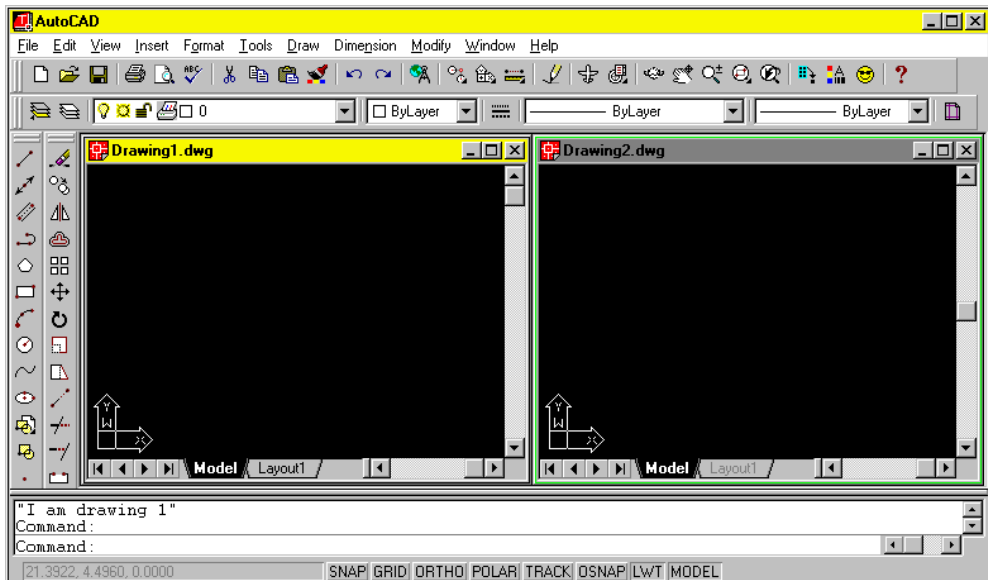 AutoCAD
File Edit View Insert Format Tools Draw Dimension Modify Window Help
ABC A ?
0 ByLayer ByLayer ByLayer
Drawing1.dwg Drawing2.dwg
Y Y
W X W X
Model Layout1 Model Layout1
"I am drawing 1"
Command:
Command:
21.3922, 4.4960, 0.0000 SNAP GRID ORTHO POLAR TRACK OSNAP LWT MODEL